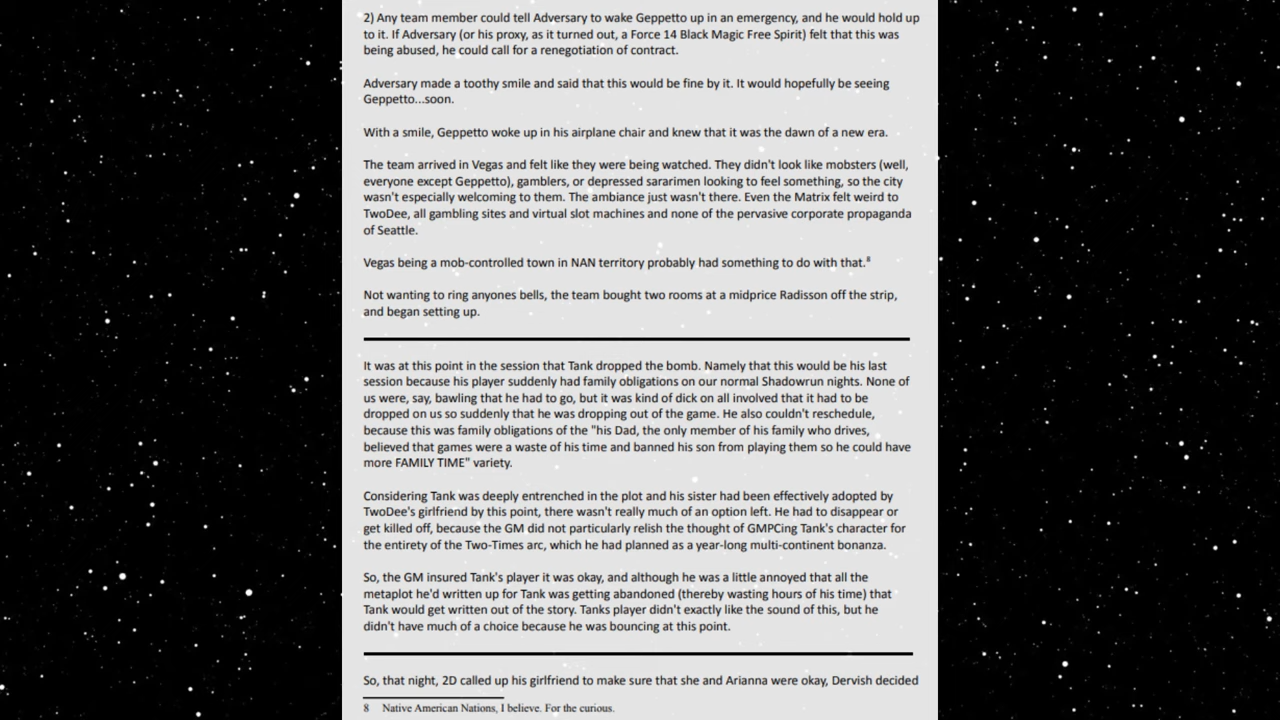 2) Any team member could tell Adversary to wake Geppetto up in an emergency, and he would hold up
to it. If Adversary (or his proxy, as it turned out, a Force 14 Black Magic Free Spirit) felt that this was
being abused, he could call for a renegotiation of contract.
Adversary made a toothy smile and said that this would be fine by it. It would hopefully be seeing
Geppetto...soon.
With a smile, Geppetto woke up in his airplane chair and knew that it was the dawn of a new era.
The team arrived in Vegas and felt like they were being watched. They didn't look like mobsters (well,
everyone except Geppetto), gamblers, or depressed sararimen looking to feel something, so the city
wasn't especially welcoming to them. The ambiance just wasn't there. Even the Matrix felt weird to
TwoDee, all gambling sites and virtual slot machines and none of the pervasive corporate propaganda
of Seattle.
Vegas being a mob-controlled town in NAN territory probably had something to do with that.⁸
Not wanting to ring anyones bells, the team bought two rooms at a midprice Radisson off the strip,
and began setting up.
It was at this point in the session that Tank dropped the bomb. Namely that this would be his last
session because his player suddenly had family obligations on our normal Shadowrun nights. None of
us were, say, bawling that he had to go, but it was kind of dick on all involved that it had to be
dropped on us so suddenly that he was dropping out of the game. He also couldn't reschedule,
because this was family obligations of the "his Dad, the only member of his family who drives,
believed that games were a waste of his time and banned his son from playing them so he could have
more FAMILY TIME" variety.
Considering Tank was deeply entrenched in the plot and his sister had been effectively adopted by
TwoDee's girlfriend by this point, there wasn't really much of an option left. He had to disappear or
get killed off, because the GM did not particularly relish the thought of GMPCing Tank's character for
the entirety of the Two-Times arc, which he had planned as a year-long multi-continent bonanza.
So, the GM insured Tank's player it was okay, and although he was a little annoyed that all the
metaplot he'd written up for Tank was getting abandoned (thereby wasting hours of his time) that
Tank would get written out of the story. Tanks player didn't exactly like the sound of this, but he
didn't have much of a choice because he was bouncing at this point.
So, that night, 2D called up his girlfriend to make sure that she and Arianna were okay, Dervish decided
8 Native American Nations, I believe. For the curious.